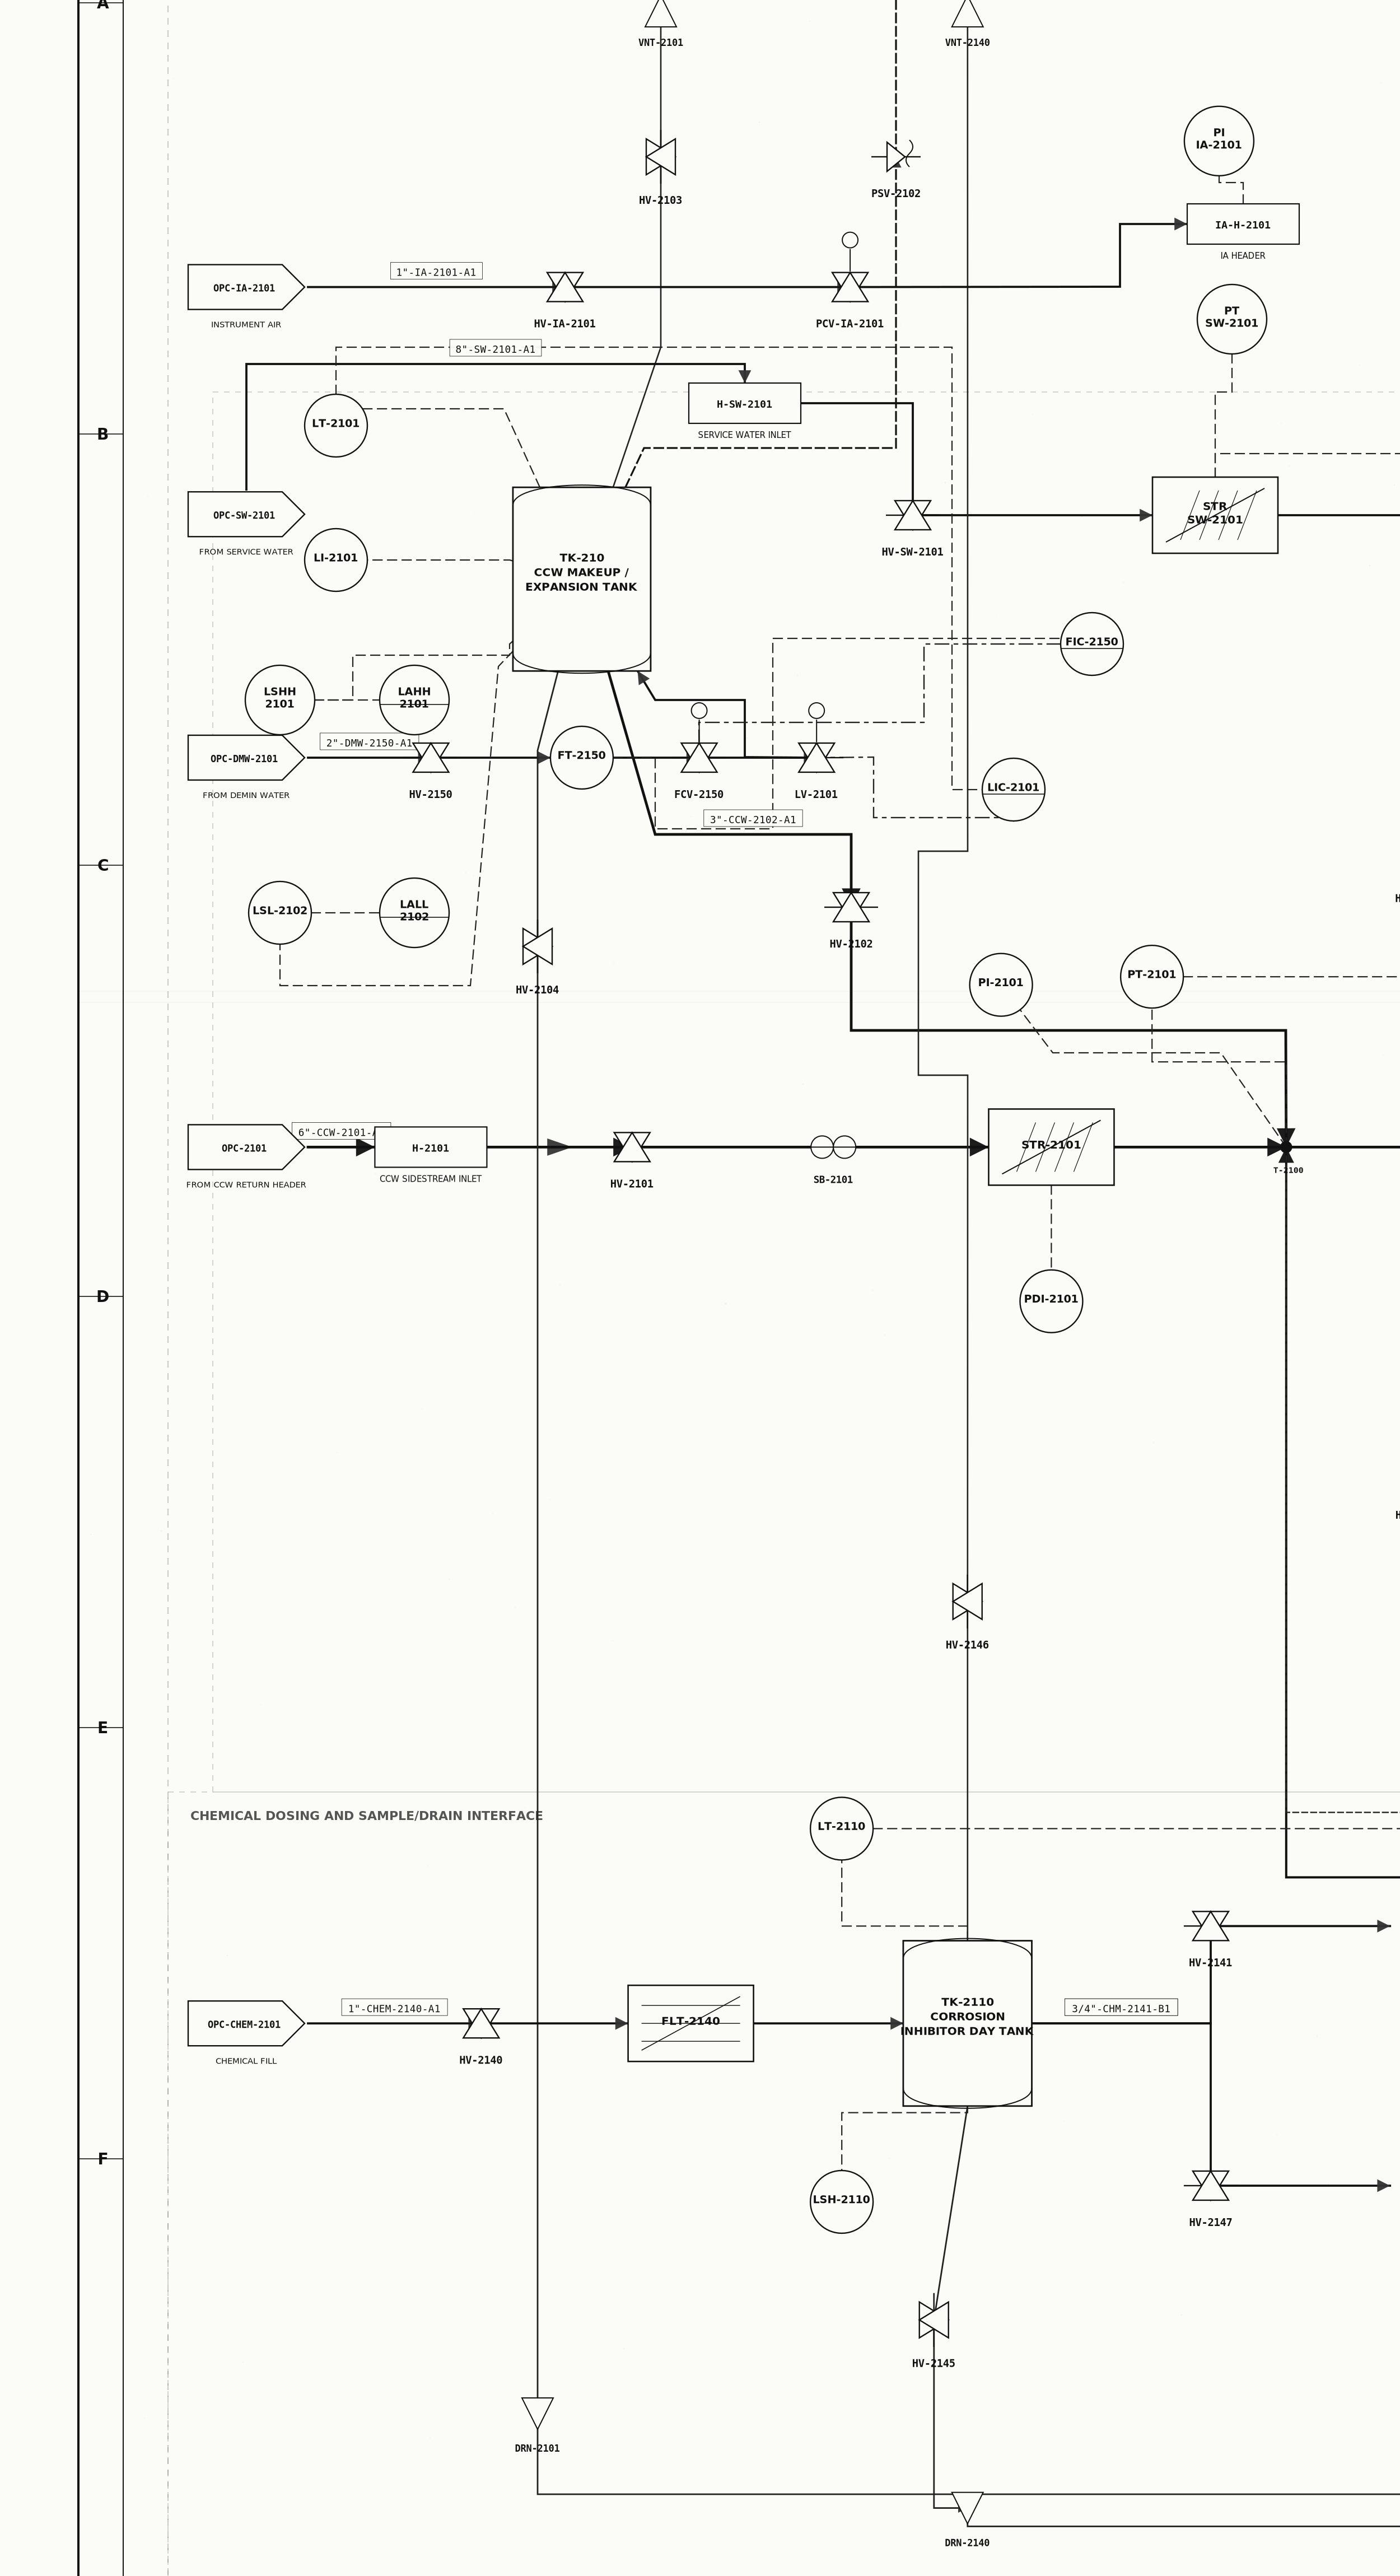 A
VNT-2101
VNT-2140
PI
IA-2101
HV-2103
PSV-2102
IA-H-2101
IA HEADER
1"-IA-2101-A1
OPC-IA-2101
INSTRUMENT AIR
HV-IA-2101
PCV-IA-2101
PT
SW-2101
8"-SW-2101-A1
H-SW-2101
SERVICE WATER INLET
LT-2101
B
OPC-SW-2101
FROM SERVICE WATER
STR
SW-2101
HV-SW-2101
LI-2101
TK-210
CCW MAKEUP /
EXPANSION TANK
FIC-2150
LSHH
2101
LAHH
2101
2"-DMW-2150-A1
OPC-DMW-2101
FROM DEMIN WATER
HV-2150
FT-2150
FCV-2150
LV-2101
LIC-2101
3"-CCW-2102-A1
C
LSL-2102
LALL
2102
HV-2102
HV-2104
PI-2101
PT-2101
6"-CCW-2101-A
OPC-2101
FROM CCW RETURN HEADER
H-2101
CCW SIDESTREAM INLET
HV-2101
SB-2101
STR-2101
T-2100
D
PDI-2101
HV-2146
E
CHEMICAL DOSING AND SAMPLE/DRAIN INTERFACE
LT-2110
HV-2141
1"-CHEM-2140-A1
OPC-CHEM-2101
CHEMICAL FILL
HV-2140
FLT-2140
TK-2110
CORROSION
INHIBITOR DAY TANK
3/4"-CHM-2141-B1
F
LSH-2110
HV-2147
HV-2145
DRN-2101
DRN-2140